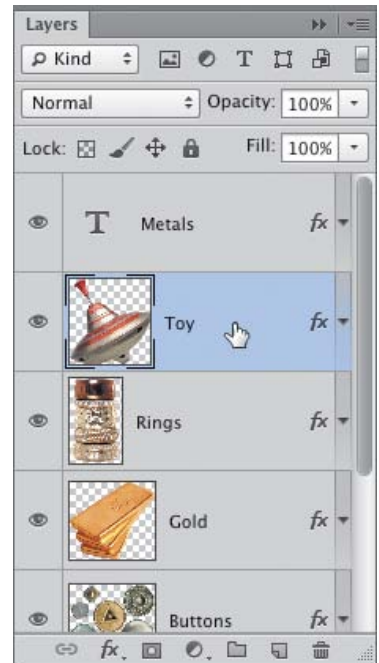 Layers
Kind
T
Normal Opacity: 100%
Lock: Fill: 100%
T Metals fx
Toy fx
Rings fx
Gold fx
Buttons fx
fx